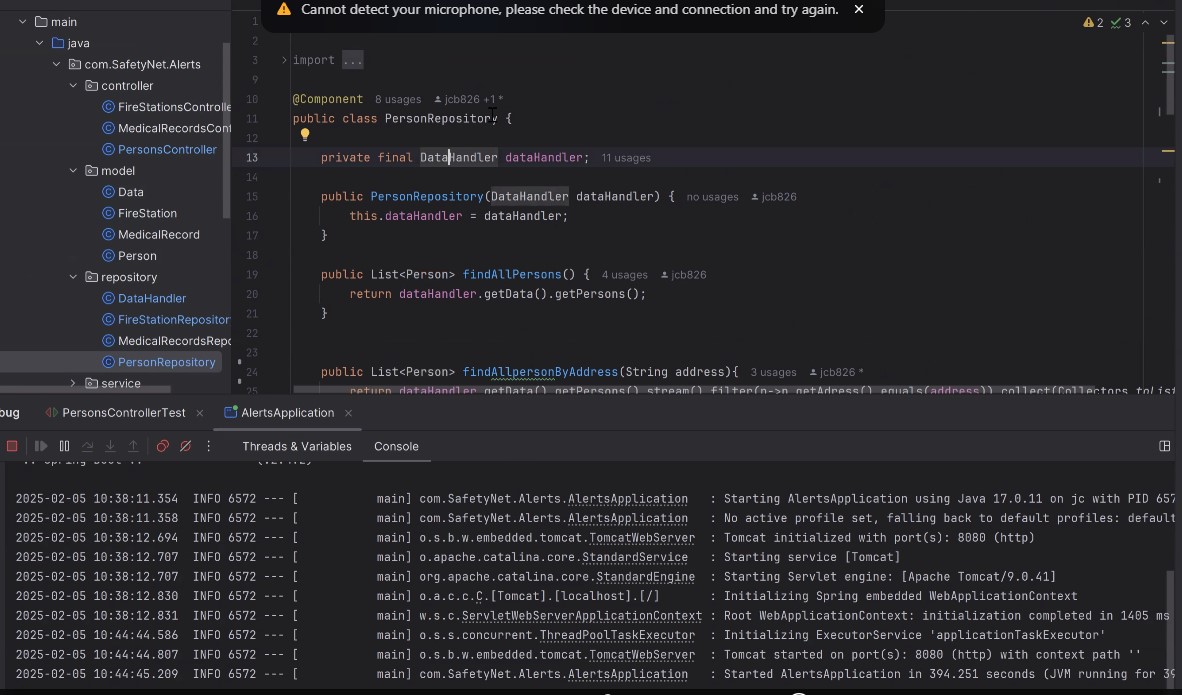 Cannot detect your microphone, please check the device and connection and try again.
main
java
com.SafetyNet.Alerts
controller
FireStationsControlle
MedicalRecordsCont
PersonsController
model
Data
FireStation
MedicalRecord
Person
repository
DataHandler
FireStationRepositor
MedicalRecordsRepo
PersonRepository
service
2 3
1
2
3 import ...
9
10 @Component 8 usages jcb826 +1 *
11 public class PersonRepository {
12
13 private final DataHandler dataHandler; 11 usages
14
15 public PersonRepository(DataHandler dataHandler) { no usages jcb826
16 this.dataHandler = dataHandler;
17 }
18
19 public List<Person> findAllPersons() { 4 usages jcb826
20 return dataHandler.getData().getPersons();
21 }
22
23
24 public List<Person> findAllpersonByAddress(String address){ 3 usages jcb826 *
25 return dataHandler.getData().getPersons().stream().filter(p->p.getAdress().equals(address)).collect(Collectors.toList
bug PersonsControllerTest AlertsApplication
Threads & Variables Console
:: Spring Boot ::
2025-02-05 10:38:11.354 INFO 6572 --- [ main] com.SafetyNet.Alerts.AlertsApplication : Starting AlertsApplication using Java 17.0.11 on jc with PID 657
2025-02-05 10:38:11.358 INFO 6572 --- [ main] com.SafetyNet.Alerts.AlertsApplication : No active profile set, falling back to default profiles: default
2025-02-05 10:38:12.694 INFO 6572 --- [ main] o.s.b.w.embedded.tomcat.TomcatWebServer : Tomcat initialized with port(s): 8080 (http)
2025-02-05 10:38:12.707 INFO 6572 --- [ main] o.apache.catalina.core.StandardService : Starting service [Tomcat]
2025-02-05 10:38:12.707 INFO 6572 --- [ main] org.apache.catalina.core.StandardEngine : Starting Servlet engine: [Apache Tomcat/9.0.41]
2025-02-05 10:38:12.830 INFO 6572 --- [ main] o.a.c.c.C.[Tomcat].[localhost].[/] : Initializing Spring embedded WebApplicationContext
2025-02-05 10:38:12.831 INFO 6572 --- [ main] w.s.c.ServletWebServerApplicationContext : Root WebApplicationContext: initialization completed in 1405 ms
2025-02-05 10:44:44.586 INFO 6572 --- [ main] o.s.s.concurrent.ThreadPoolTaskExecutor : Initializing ExecutorService 'applicationTaskExecutor'
2025-02-05 10:44:44.807 INFO 6572 --- [ main] o.s.b.w.embedded.tomcat.TomcatWebServer : Tomcat started on port(s): 8080 (http) with context path ''
2025-02-05 10:44:45.209 INFO 6572 --- [ main] com.SafetyNet.Alerts.AlertsApplication : Started AlertsApplication in 394.251 seconds (JVM running for 39